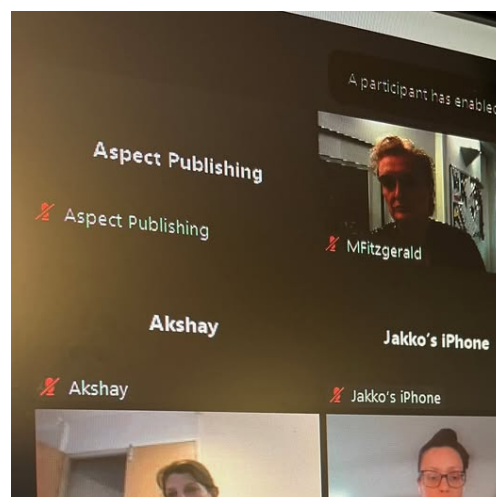 A participant has enabled
Aspect Publishing
Aspect Publishing
MFitzgerald
Akshay
Jakko's iPhone
Akshay
Jakko's iPhone